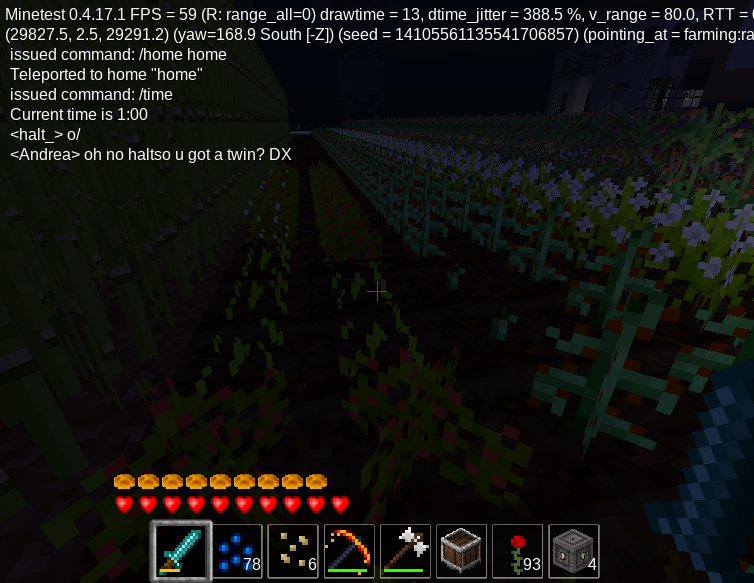 Minetest 0.4.17.1 FPS = 59 (R: range_all=0) drawtime = 13, dtime_jitter = 388.5 %, v_range = 80.0, RTT =
(29827.5, 2.5, 29291.2) (yaw=168.9 South [-Z]) (seed = 14105561135541706857) (pointing_at = farming:ra
issued command: /home home
Teleported to home "home"
issued command: /time
Current time is 1:00
<halt_> o/
<Andrea> oh no haltso u got a twin? DX
78 6 93 4